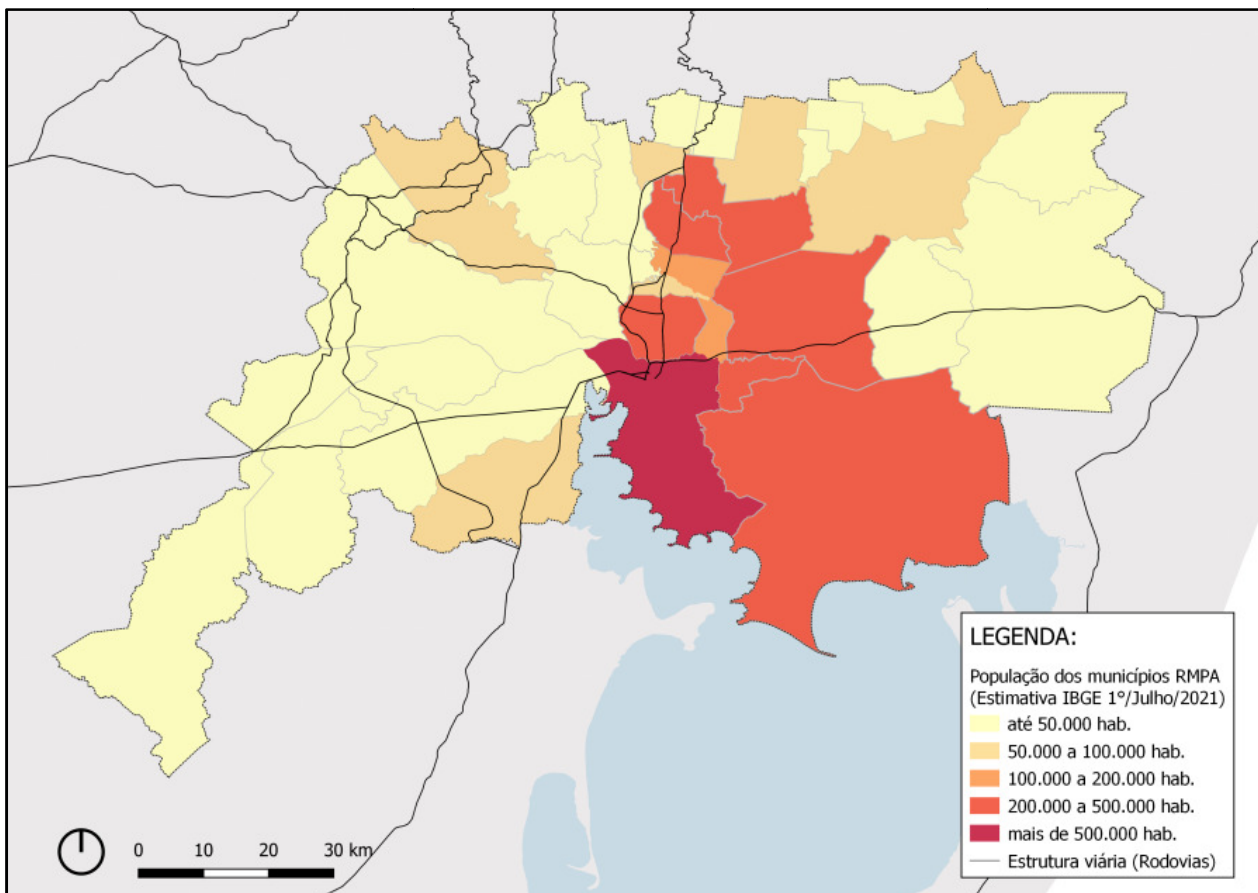 LEGENDA:
População dos municípios RMPA
(Estimativa IBGE 1°/Julho/2021)
até 50.000 hab.
50.000 a 100.000 hab.
100.000 a 200.000 hab.
200.000 a 500.000 hab.
mais de 500.000 hab.
Estrutura viária (Rodovias)
0 10 20 30 km